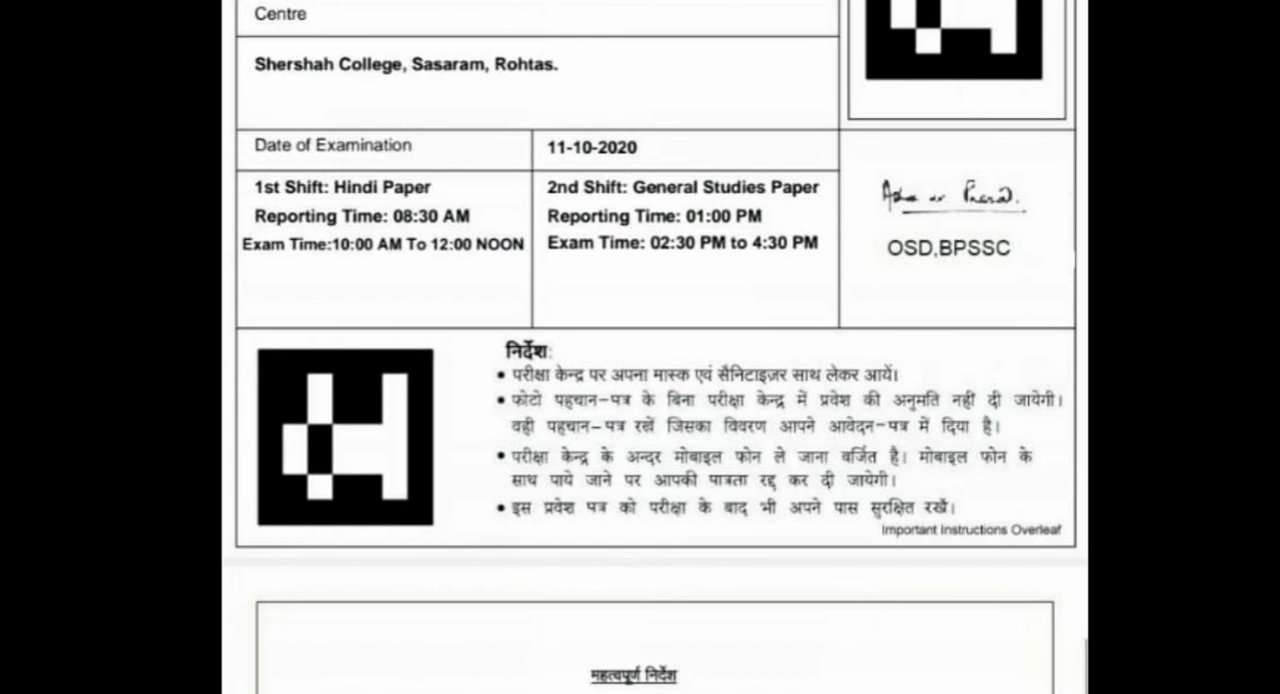 Centre
Shershah College, Sasaram, Rohtas.
Date of Examination
11-10-2020
1st Shift: Hindi Paper
Reporting Time: 08:30 AM
Exam Time:10:00 AM To 12:00 NOON
2nd Shift: General Studies Paper
Reporting Time: 01:00 PM
Exam Time: 02:30 PM to 4:30 PM
OSD,BPSSC
निर्देश:
• परीक्षा केन्द्र पर अपना मास्क एवं सैनिटाइज़र साथ लेकर आयें।
• फोटो पहचान-पत्र के बिना परीक्षा केन्द्र में प्रवेश की अनुमति नहीं दी जायेगी।
वही पहचान-पत्र रखें जिसका विवरण आपने आवेदन-पत्र में दिया है।
• परीक्षा केन्द्र के अन्दर मोबाइल फोन ले जाना वर्जित है। मोबाइल फोन के
साथ पाये जाने पर आपकी पात्रता रद्द कर दी जायेगी।
• इस प्रवेश पत्र को परीक्षा के बाद भी अपने पास सुरक्षित रखें।
Important Instructions Overleaf
महत्वपूर्ण निर्देश